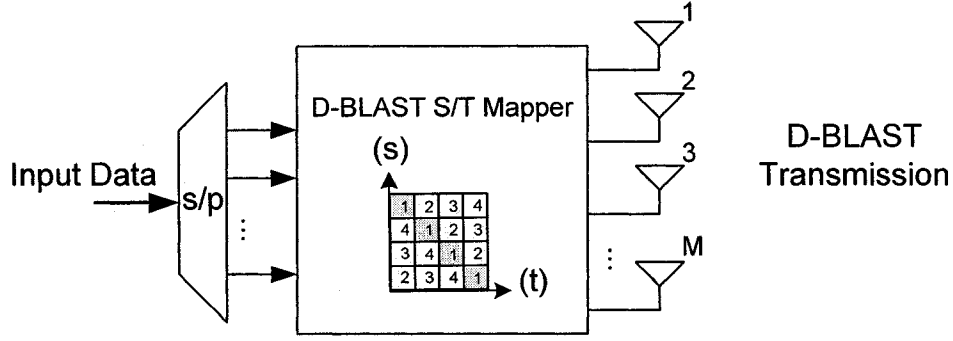 1
D-BLAST S/T Mapper
2
D-BLAST
Transmission
(s)
3
Input Data
s/p
1 2 3 4
4 1 2 3
3 4 1 2
2 3 4 1
(t)
M